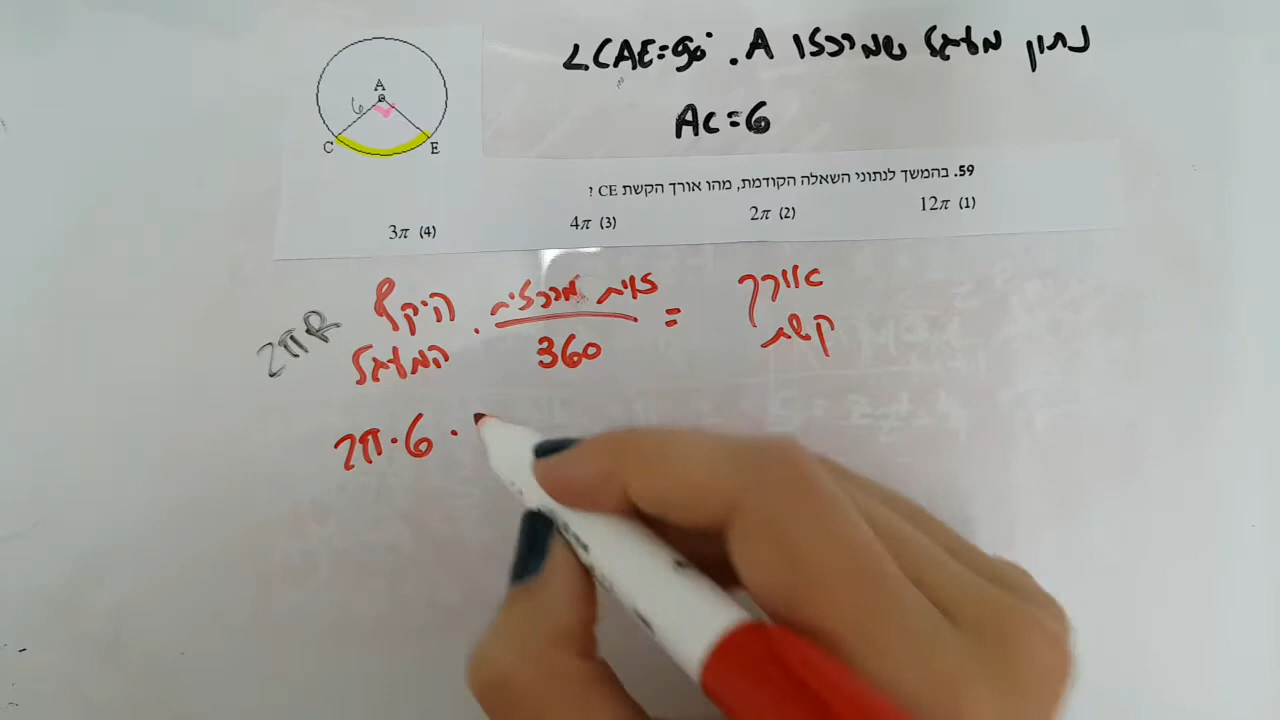 נתון מעגל שמרכזו A . ∠CAE=90°
AC=6
A
6
C
E
59. בהמשך לנתוני השאלה הקודמת, מהו אורך הקשת CE ?
(1) 12π (2) 2π (3) 4π (4) 3π
אורך קשת = זוית מרכזית / 360 · היקף המעגל
2πR
2π·6 ·